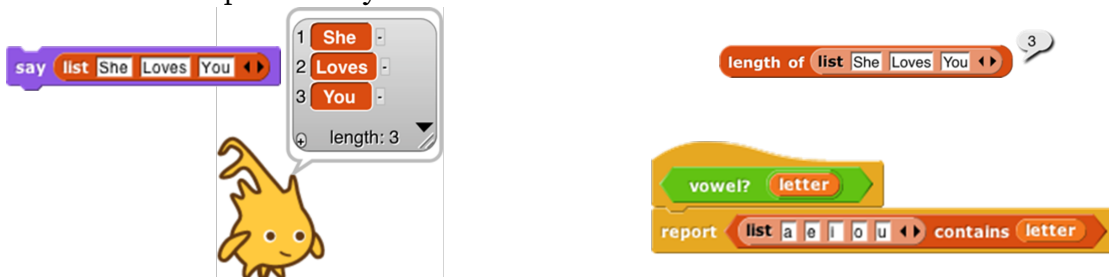 say list She Loves You
1 She -
2 Loves -
3 You -
+ length: 3
length of list She Loves You
3
vowel? letter
report list a e i o u contains letter